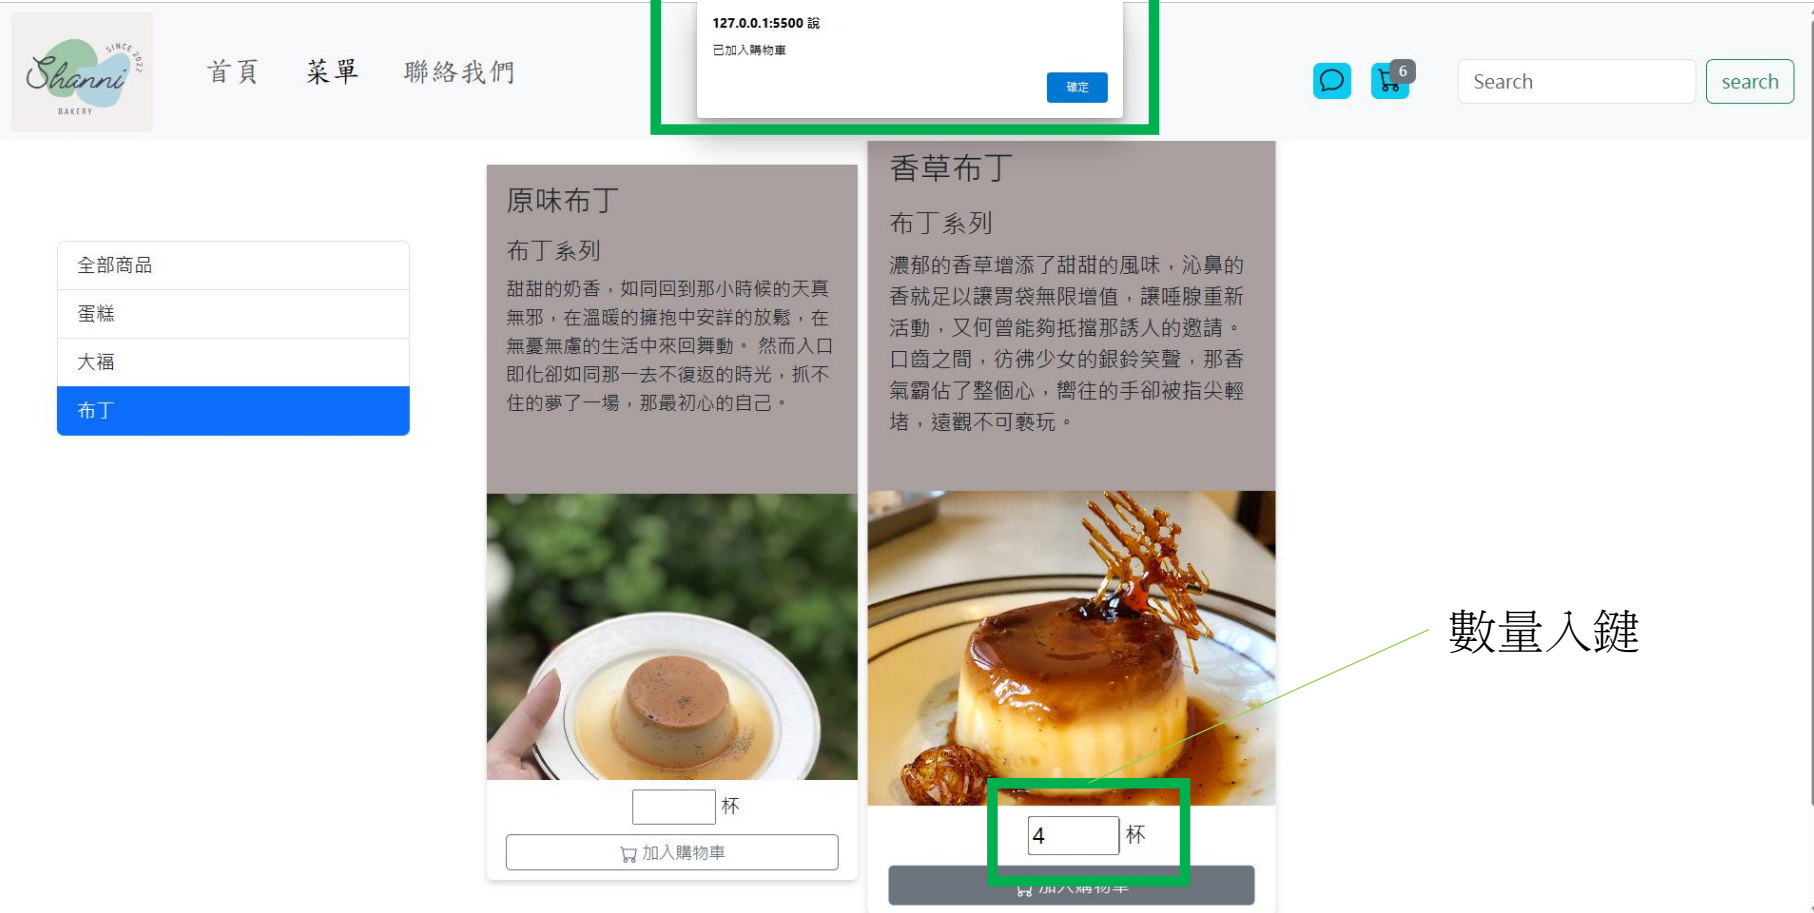 127.0.0.1:5500 說
已加入購物車
確定
Shanni
SINCE 2022
BAKERY
首頁 菜單 聯絡我們
6
Search
search
全部商品
蛋糕
大福
布丁
原味布丁
布丁系列
甜甜的奶香，如同回到那小時候的天真
無邪，在溫暖的擁抱中安詳的放鬆，在
無憂無慮的生活中來回舞動。 然而入口
即化卻如同那一去不復返的時光，抓不
住的夢了一場，那最初心的自己。
杯
加入購物車
香草布丁
布丁系列
濃郁的香草增添了甜甜的風味，沁鼻的
香就足以讓胃袋無限增值，讓唾腺重新
活動，又何曾能夠抵擋那誘人的邀請。
口齒之間，彷彿少女的銀鈴笑聲，那香
氣霸佔了整個心，嚮往的手卻被指尖輕
堵，遠觀不可褻玩。
4 杯
加入購物車
數量入鍵